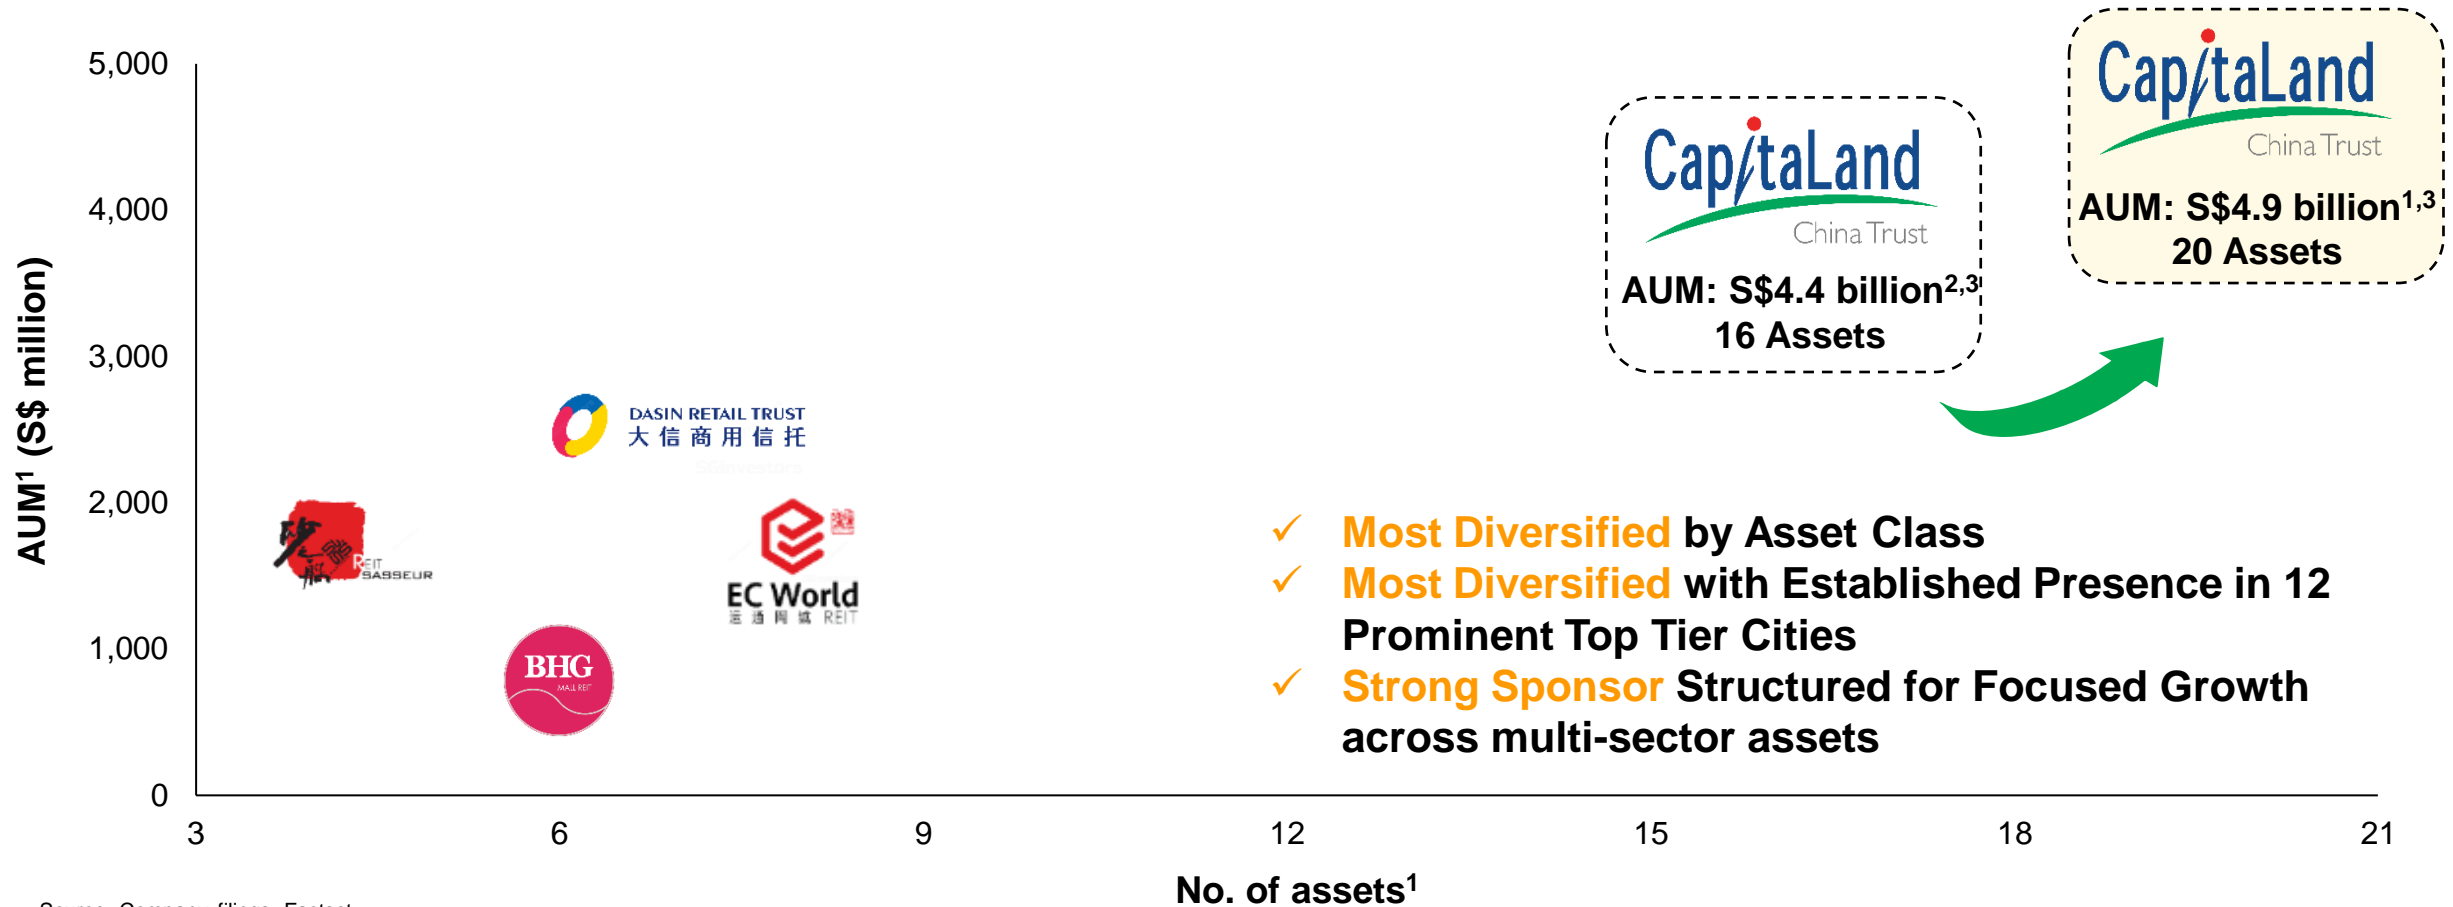 5,000
4,000
3,000
2,000
1,000
0
AUM¹ (S$ million)
3
6
9
12
15
18
21
No. of assets¹
CapitaLand
China Trust
AUM: S$4.9 billion¹,³
20 Assets
CapitaLand
China Trust
AUM: S$4.4 billion²,³
16 Assets
DASIN RETAIL TRUST
大信商用信托
REIT
SASSEUR
EC World
REIT
BHG
MALL REIT
✓ Most Diversified by Asset Class
✓ Most Diversified with Established Presence in 12
Prominent Top Tier Cities
✓ Strong Sponsor Structured for Focused Growth
across multi-sector assets